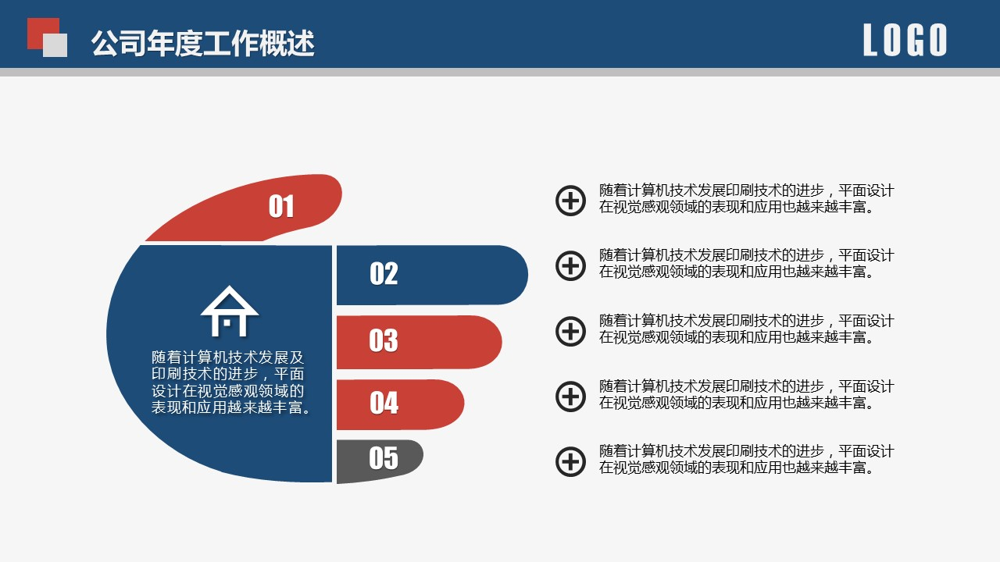 公司年度工作概述
LOGO
01
02
03
04
05
随着计算机技术发展及
印刷技术的进步，平面
设计在视觉感观领域的
表现和应用越来越丰富。
随着计算机技术发展印刷技术的进步，平面设计
在视觉感观领域的表现和应用也越来越丰富。
随着计算机技术发展印刷技术的进步，平面设计
在视觉感观领域的表现和应用也越来越丰富。
随着计算机技术发展印刷技术的进步，平面设计
在视觉感观领域的表现和应用也越来越丰富。
随着计算机技术发展印刷技术的进步，平面设计
在视觉感观领域的表现和应用也越来越丰富。
随着计算机技术发展印刷技术的进步，平面设计
在视觉感观领域的表现和应用也越来越丰富。